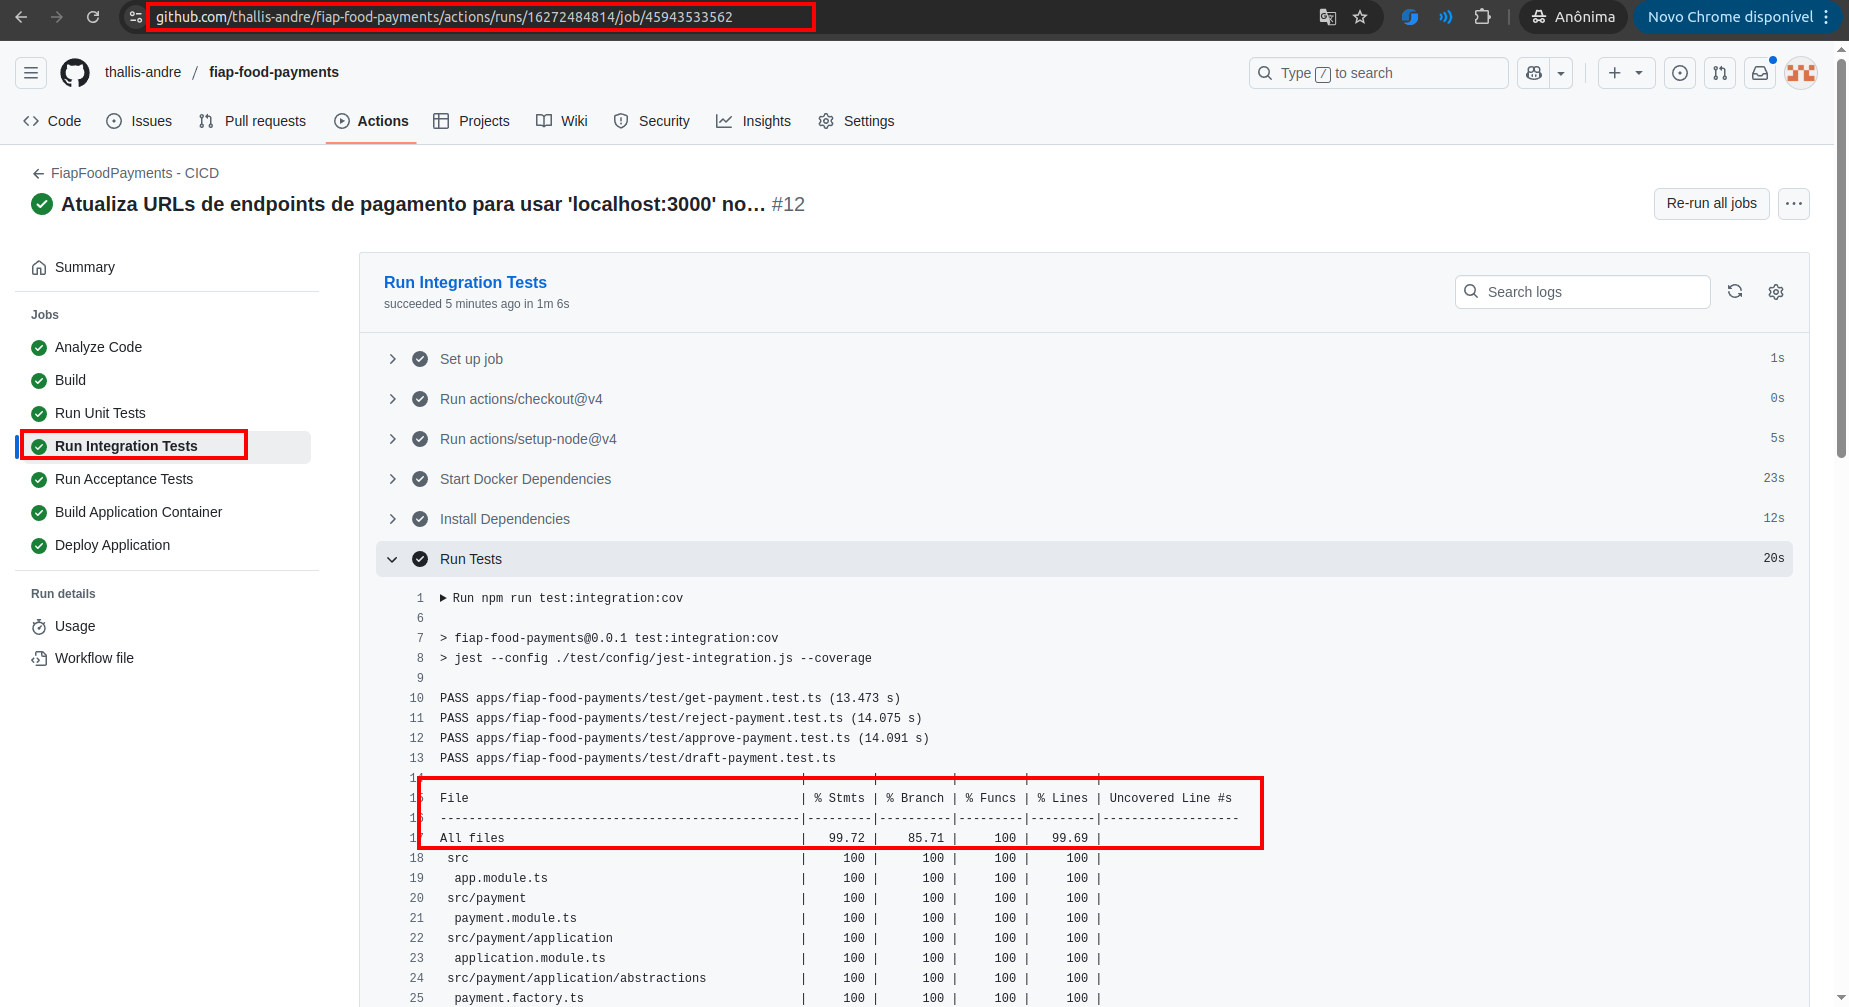 github.com/thallis-andre/fiap-food-payments/actions/runs/16272484814/job/45943533562
Anônima
Novo Chrome disponível
thallis-andre / fiap-food-payments
Type / to search
Code
Issues
Pull requests
Actions
Projects
Wiki
Security
Insights
Settings
FiapFoodPayments - CICD
Atualiza URLs de endpoints de pagamento para usar 'localhost:3000' no... #12
Re-run all jobs
Summary
Jobs
Analyze Code
Build
Run Unit Tests
Run Integration Tests
Run Acceptance Tests
Build Application Container
Deploy Application
Run details
Usage
Workflow file
Run Integration Tests
succeeded 5 minutes ago in 1m 6s
Search logs
Set up job 1s
Run actions/checkout@v4 0s
Run actions/setup-node@v4 5s
Start Docker Dependencies 23s
Install Dependencies 12s
Run Tests 20s
1 Run npm run test:integration:cov
6
7 > fiap-food-payments@0.0.1 test:integration:cov
8 > jest --config ./test/config/jest-integration.js --coverage
9
10 PASS apps/fiap-food-payments/test/get-payment.test.ts (13.473 s)
11 PASS apps/fiap-food-payments/test/reject-payment.test.ts (14.075 s)
12 PASS apps/fiap-food-payments/test/approve-payment.test.ts (14.091 s)
13 PASS apps/fiap-food-payments/test/draft-payment.test.ts
14 --------------------------------------------------|---------|----------|---------|---------|-------------------
15 File | % Stmts | % Branch | % Funcs | % Lines | Uncovered Line #s
16 --------------------------------------------------|---------|----------|---------|---------|-------------------
17 All files | 99.72 | 85.71 | 100 | 99.69 |
18 src | 100 | 100 | 100 | 100 |
19 app.module.ts | 100 | 100 | 100 | 100 |
20 src/payment | 100 | 100 | 100 | 100 |
21 payment.module.ts | 100 | 100 | 100 | 100 |
22 src/payment/application | 100 | 100 | 100 | 100 |
23 application.module.ts | 100 | 100 | 100 | 100 |
24 src/payment/application/abstractions | 100 | 100 | 100 | 100 |
25 payment.factory.ts | 100 | 100 | 100 | 100 |